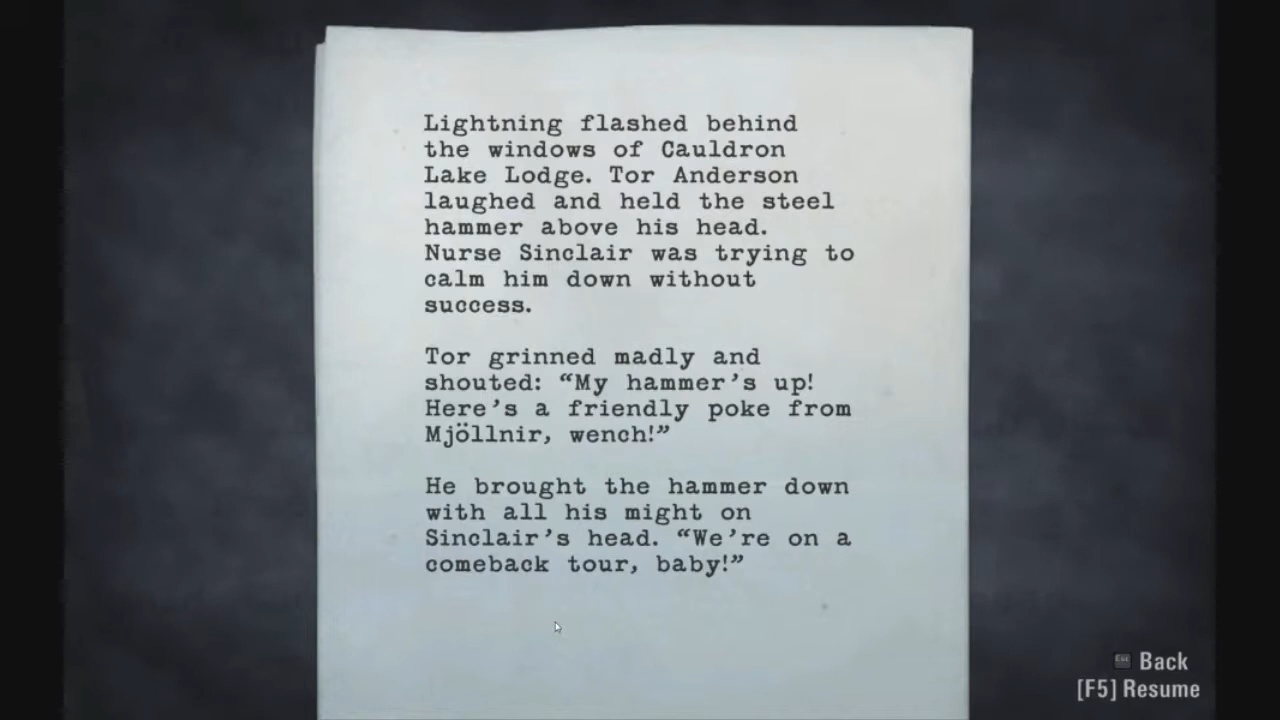 Lightning flashed behind
the windows of Cauldron
Lake Lodge. Tor Anderson
laughed and held the steel
hammer above his head.
Nurse Sinclair was trying to
calm him down without
success.
Tor grinned madly and
shouted: “My hammer’s up!
Here’s a friendly poke from
Mjöllnir, wench!”
He brought the hammer down
with all his might on
Sinclair’s head. “We’re on a
comeback tour, baby!”
Esc Back
[F5] Resume